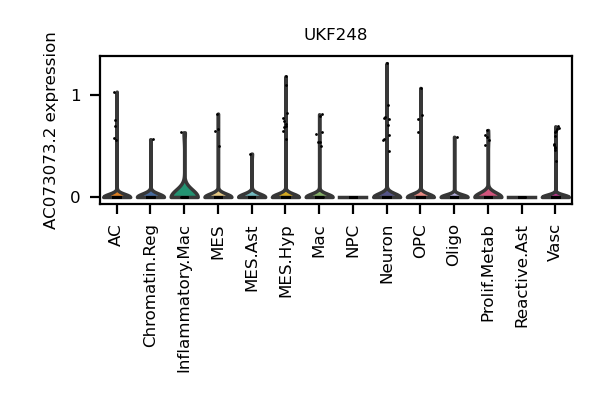 UKF248
AC073073.2 expression
1
0
AC
Chromatin.Reg
Inflammatory.Mac
MES
MES.Ast
MES.Hyp
Mac
NPC
Neuron
OPC
Oligo
Prolif.Metab
Reactive.Ast
Vasc